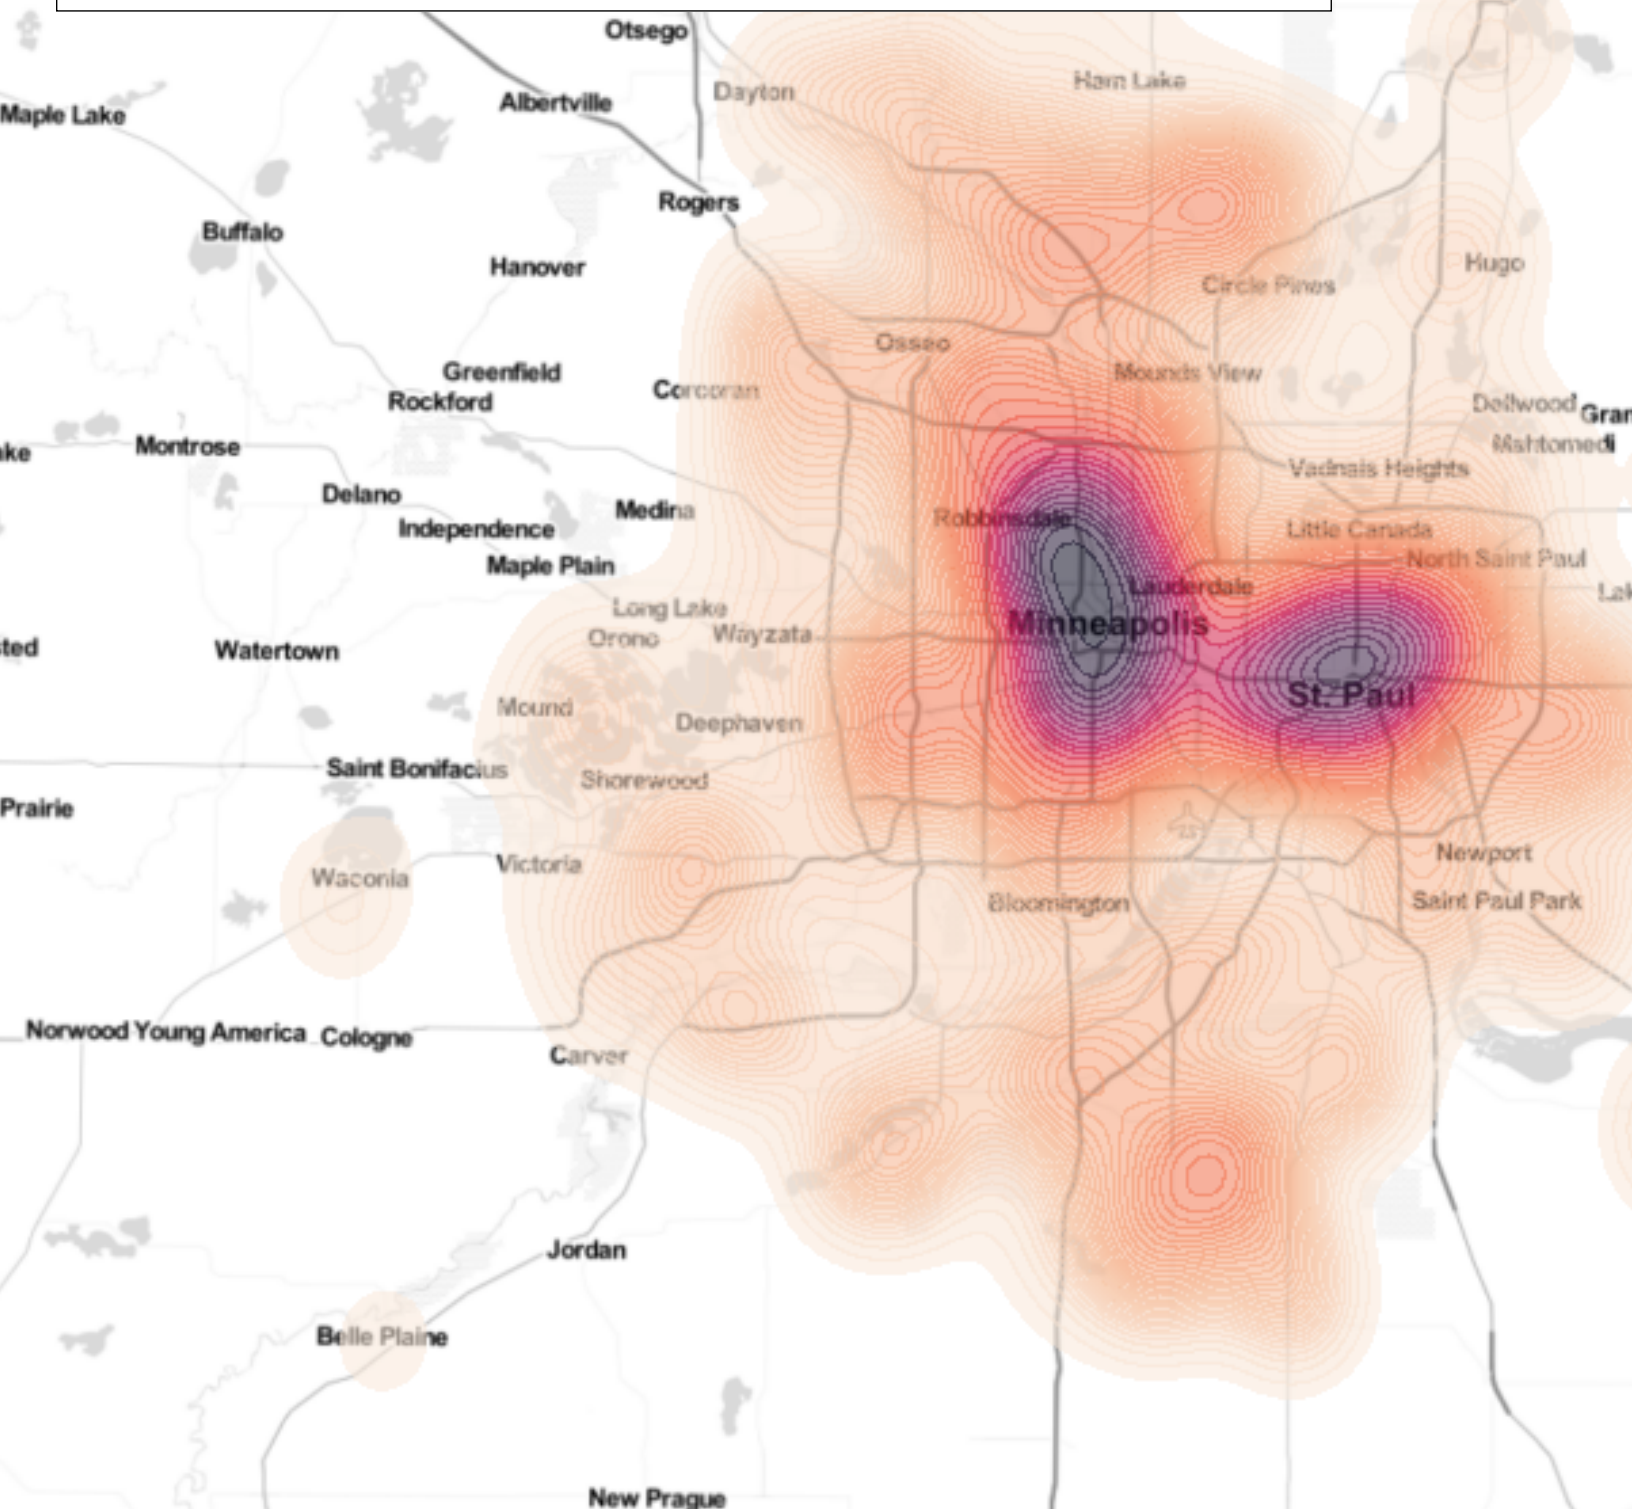 Otsego
Ham Lake
Dayton
Albertville
Maple Lake
Rogers
Buffalo
Hugo
Hanover
Circle Pines
Osseo
Greenfield
Mounds View
Corcoran
Rockford
Dellwood
Gran
Mahtomedi
Montrose
ake
Vadnais Heights
Delano
Medina
Robbinsdale
Independence
Little Canada
North Saint Paul
Maple Plain
Lauderdale
Lak
Long Lake
Minneapolis
Orono
Wayzata
sted
Watertown
St. Paul
Mound
Deephaven
Saint Bonifacius
Shorewood
Prairie
Newport
Victoria
Waconia
Saint Paul Park
Bloomington
Norwood Young America
Cologne
Carver
Jordan
Belle Plaine
New Prague